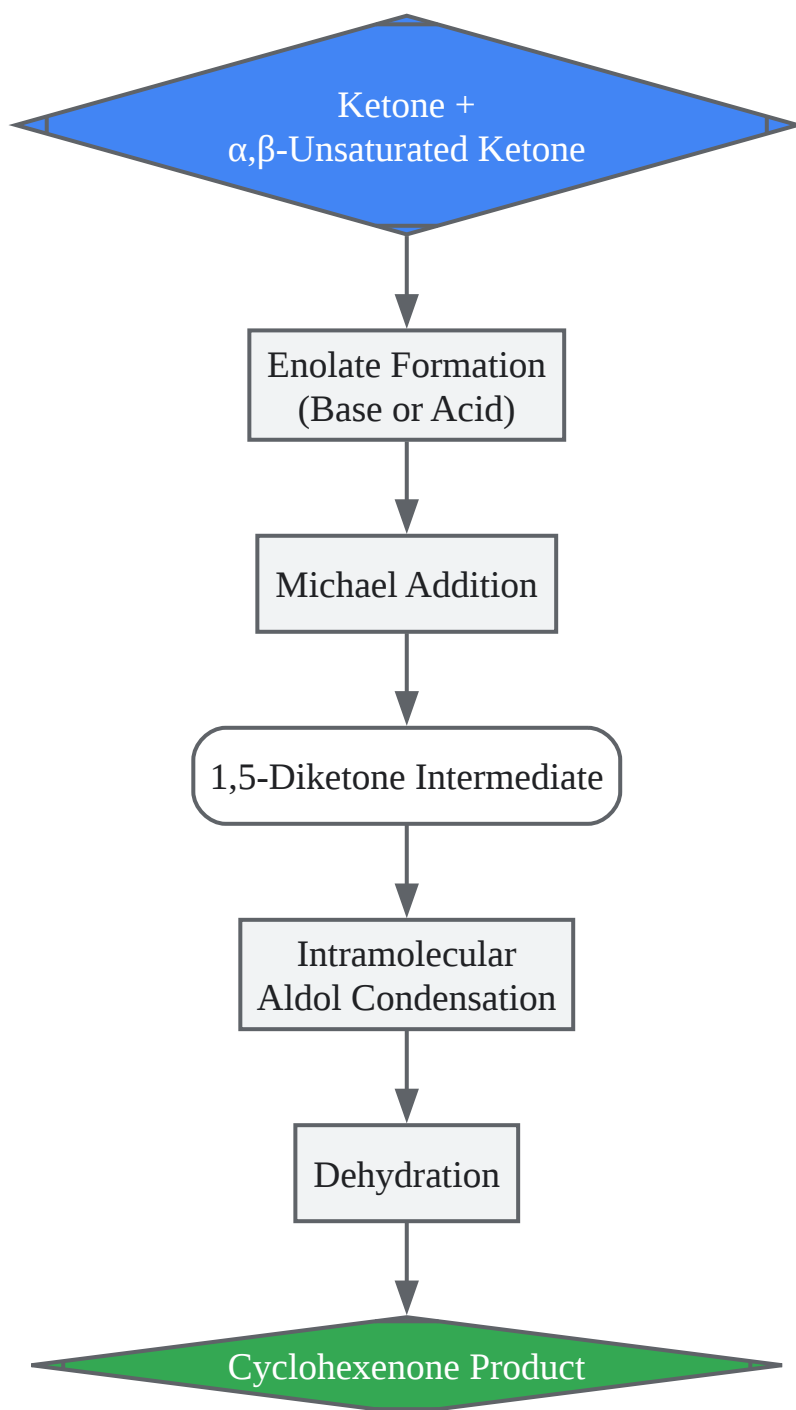 Ketone +
α,β-Unsaturated Ketone
Enolate Formation
(Base or Acid)
Michael Addition
1,5-Diketone Intermediate
Intramolecular
Aldol Condensation
Dehydration
Cyclohexenone Product